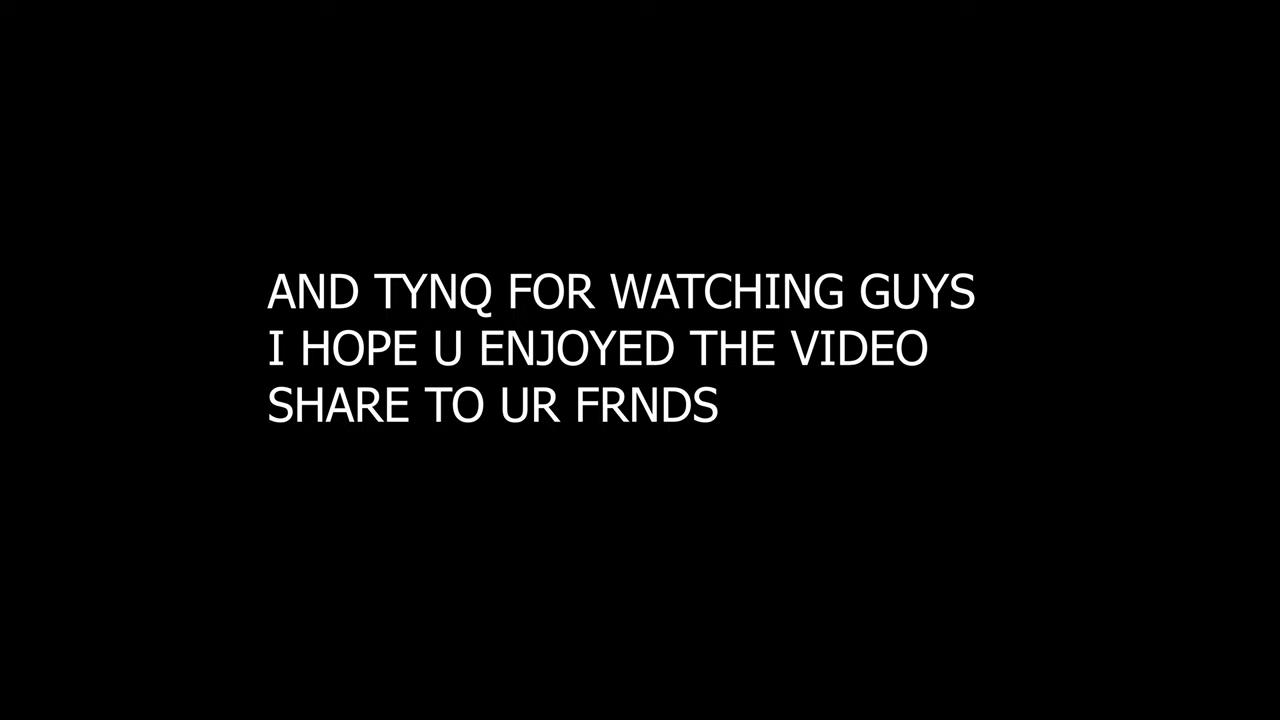 AND TYNQ FOR WATCHING GUYS
I HOPE U ENJOYED THE VIDEO
SHARE TO UR FRNDS